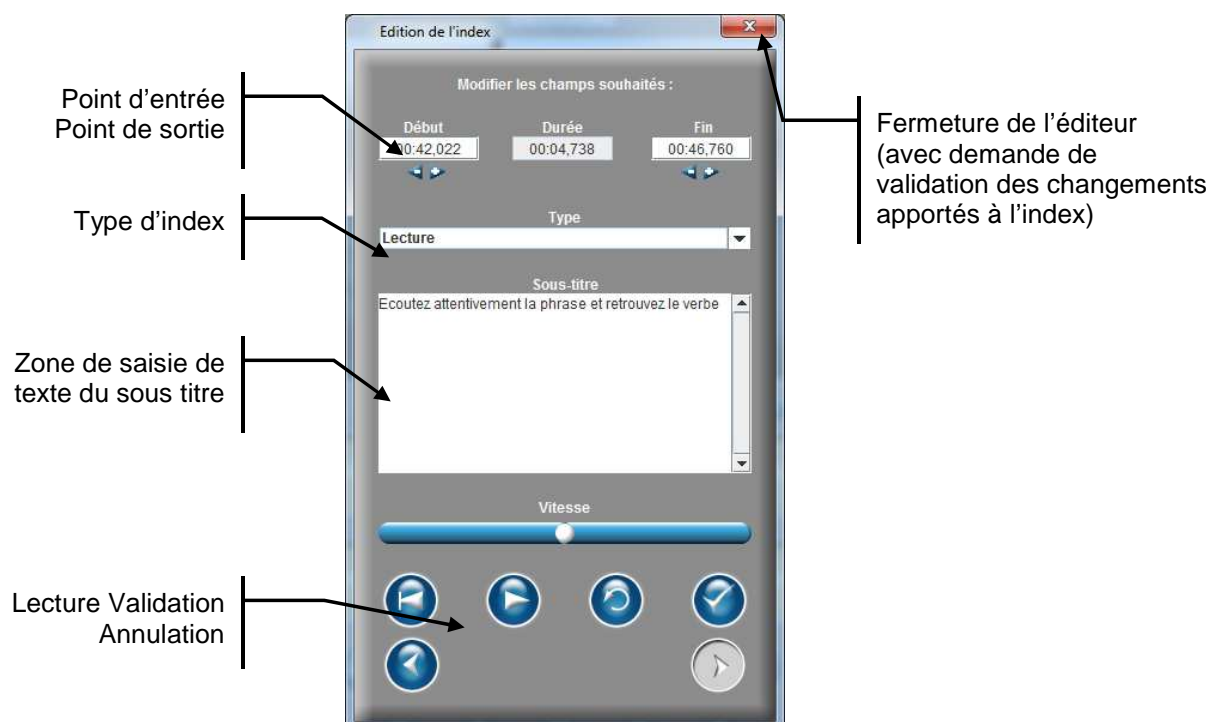 Edition de l'index
Modifier les champs souhaités :
Point d'entrée
Point de sortie
Début Durée Fin
00:42,022 00:04,738 00:46,760
Fermeture de l'éditeur
(avec demande de
validation des changements
apportés à l'index)
Type d'index
Type
Lecture
Sous-titre
Ecoutez attentivement la phrase et retrouvez le verbe
Zone de saisie de
texte du sous titre
Vitesse
Lecture Validation
Annulation